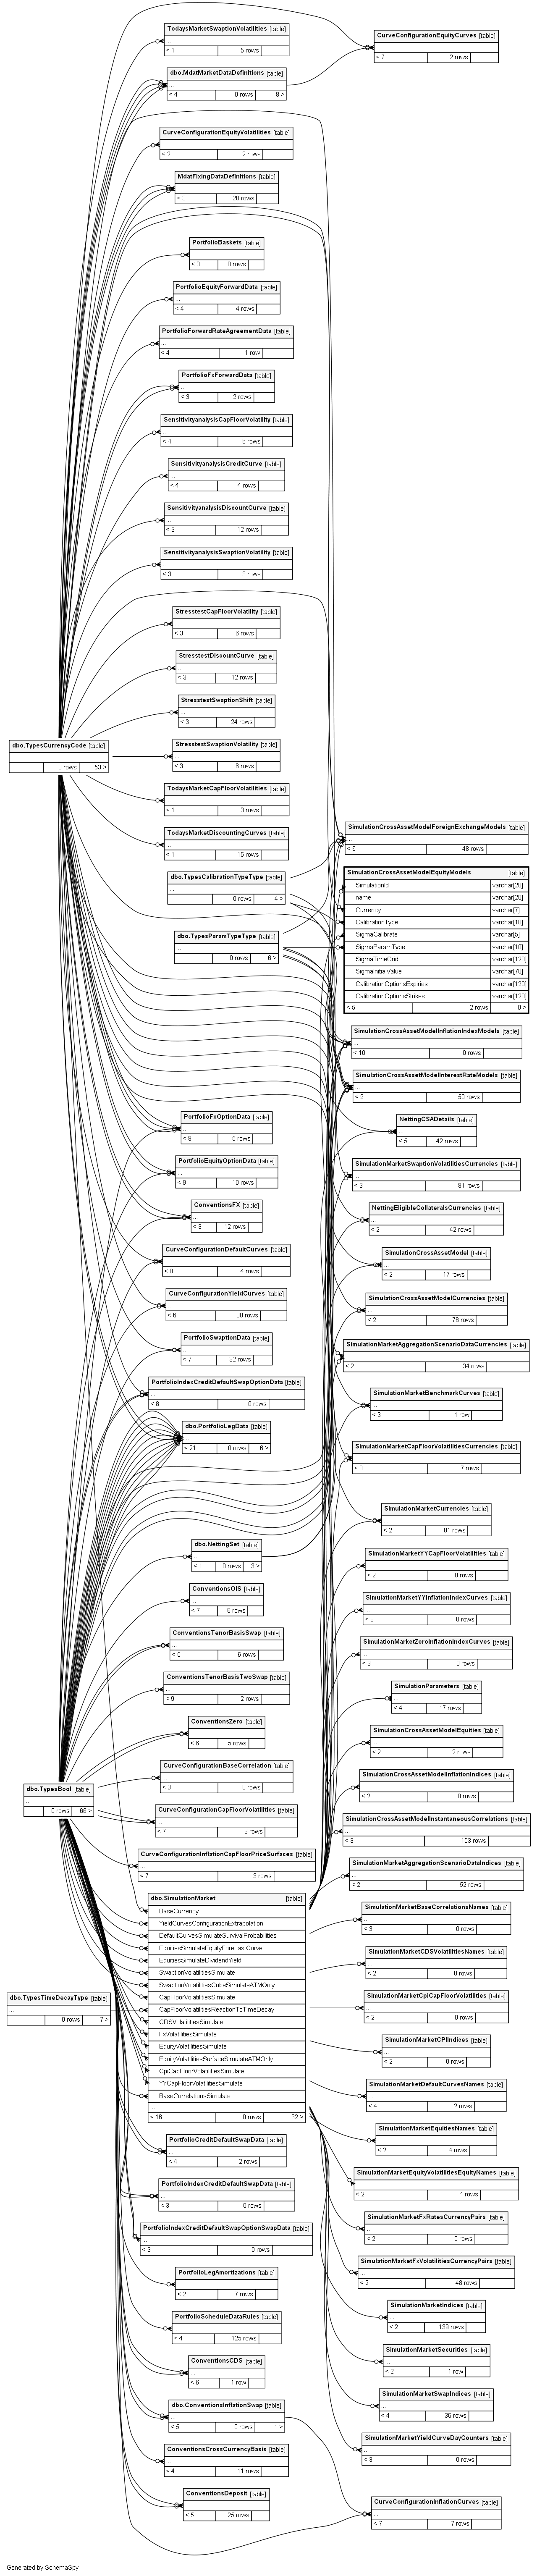 TodaysMarketSwaptionVolatilities [table]
...
< 1 5 rows
CurveConfigurationEquityCurves [table]
...
< 7 2 rows
dbo.MdatMarketDataDefinitions [table]
...
< 4 0 rows 8 >
CurveConfigurationEquityVolatilities [table]
...
< 2 2 rows
MdatFixingDataDefinitions [table]
...
< 3 28 rows
PortfolioBaskets [table]
...
< 3 0 rows
PortfolioEquityForwardData [table]
...
< 4 4 rows
PortfolioForwardRateAgreementData [table]
...
< 4 1 row
PortfolioFxForwardData [table]
...
< 3 2 rows
SensitivityanalysisCapFloorVolatility [table]
...
< 4 6 rows
SensitivityanalysisCreditCurve [table]
...
< 4 4 rows
SensitivityanalysisDiscountCurve [table]
...
< 3 12 rows
SensitivityanalysisSwaptionVolatility [table]
...
< 3 3 rows
StresstestCapFloorVolatility [table]
...
< 3 6 rows
StresstestDiscountCurve [table]
...
< 3 12 rows
StresstestSwaptionShift [table]
...
< 3 24 rows
dbo.TypesCurrencyCode [table]
...
0 rows 53 >
StresstestSwaptionVolatility [table]
...
< 3 6 rows
TodaysMarketCapFloorVolatilities [table]
...
< 1 3 rows
TodaysMarketDiscountingCurves [table]
...
< 1 15 rows
SimulationCrossAssetModelForeignExchangeModels [table]
...
< 6 48 rows
dbo.TypesCalibrationTypeType [table]
...
0 rows 4 >
dbo.TypesParamTypeType [table]
...
0 rows 6 >
SimulationCrossAssetModelEquityModels [table]
SimulationId varchar[20]
name varchar[20]
Currency varchar[7]
CalibrationType varchar[10]
SigmaCalibrate varchar[5]
SigmaParamType varchar[10]
SigmaTimeGrid varchar[120]
SigmaInitialValue varchar[70]
CalibrationOptionsExpiries varchar[120]
CalibrationOptionsStrikes varchar[120]
< 5 2 rows 0 >
SimulationCrossAssetModelInflationIndexModels [table]
...
< 10 0 rows
SimulationCrossAssetModelInterestRateModels [table]
...
< 9 50 rows
PortfolioFxOptionData [table]
...
< 9 5 rows
NettingCSADetails [table]
...
< 5 42 rows
PortfolioEquityOptionData [table]
...
< 9 10 rows
SimulationMarketSwaptionVolatilitiesCurrencies [table]
...
< 3 81 rows
ConventionsFX [table]
...
< 3 12 rows
NettingEligibleCollateralsCurrencies [table]
...
< 2 42 rows
CurveConfigurationDefaultCurves [table]
...
< 8 4 rows
SimulationCrossAssetModel [table]
...
< 2 17 rows
CurveConfigurationYieldCurves [table]
...
< 6 30 rows
SimulationCrossAssetModelCurrencies [table]
...
< 2 76 rows
PortfolioSwaptionData [table]
...
< 7 32 rows
SimulationMarketAggregationScenarioDataCurrencies [table]
...
< 2 34 rows
PortfolioIndexCreditDefaultSwapOptionData [table]
...
< 8 0 rows
SimulationMarketBenchmarkCurves [table]
...
< 3 1 row
dbo.PortfolioLegData [table]
...
< 21 0 rows 6 >
SimulationMarketCapFloorVolatilitiesCurrencies [table]
...
< 3 7 rows
SimulationMarketCurrencies [table]
...
< 2 81 rows
dbo.NettingSet [table]
...
< 1 0 rows 3 >
SimulationMarketYYCapFloorVolatilities [table]
...
< 2 0 rows
ConventionsOIS [table]
...
< 7 6 rows
SimulationMarketYYInflationIndexCurves [table]
...
< 3 0 rows
ConventionsTenorBasisSwap [table]
...
< 5 6 rows
SimulationMarketZeroInflationIndexCurves [table]
...
< 3 0 rows
ConventionsTenorBasisTwoSwap [table]
...
< 9 2 rows
SimulationParameters [table]
...
< 4 17 rows
ConventionsZero [table]
...
< 6 5 rows
SimulationCrossAssetModelEquities [table]
...
< 2 2 rows
dbo.TypesBool [table]
...
0 rows 66 >
CurveConfigurationBaseCorrelation [table]
...
< 3 0 rows
SimulationCrossAssetModelInflationIndices [table]
...
< 2 0 rows
CurveConfigurationCapFloorVolatilities [table]
...
< 7 3 rows
SimulationCrossAssetModelInstantaneousCorrelations [table]
...
< 3 153 rows
CurveConfigurationInflationCapFloorPriceSurfaces [table]
...
< 7 3 rows
SimulationMarketAggregationScenarioDataIndices [table]
...
< 2 52 rows
dbo.SimulationMarket [table]
BaseCurrency
YieldCurvesConfigurationExtrapolation
DefaultCurvesSimulateSurvivalProbabilities
EquitiesSimulateEquityForecastCurve
EquitiesSimulateDividendYield
SwaptionVolatilitiesSimulate
SwaptionVolatilitiesCubeSimulateATMOnly
CapFloorVolatilitiesSimulate
CapFloorVolatilitiesReactionToTimeDecay
CDSVolatilitiesSimulate
FxVolatilitiesSimulate
EquityVolatilitiesSimulate
EquityVolatilitiesSurfaceSimulateATMOnly
CpiCapFloorVolatilitiesSimulate
YYCapFloorVolatilitiesSimulate
BaseCorrelationsSimulate
...
< 16 0 rows 32 >
dbo.TypesTimeDecayType [table]
...
0 rows 7 >
SimulationMarketBaseCorrelationsNames [table]
...
< 3 0 rows
SimulationMarketCDSVolatilitiesNames [table]
...
< 2 0 rows
SimulationMarketCpiCapFloorVolatilities [table]
...
< 2 0 rows
SimulationMarketCPIIndices [table]
...
< 2 0 rows
SimulationMarketDefaultCurvesNames [table]
...
< 4 2 rows
SimulationMarketEquitiesNames [table]
...
< 2 4 rows
PortfolioCreditDefaultSwapData [table]
...
< 4 2 rows
SimulationMarketEquityVolatilitiesEquityNames [table]
...
< 2 4 rows
PortfolioIndexCreditDefaultSwapData [table]
...
< 3 0 rows
SimulationMarketFxRatesCurrencyPairs [table]
...
< 2 0 rows
PortfolioIndexCreditDefaultSwapOptionSwapData [table]
...
< 3 0 rows
SimulationMarketFxVolatilitiesCurrencyPairs [table]
...
< 2 48 rows
PortfolioLegAmortizations [table]
...
< 2 7 rows
SimulationMarketIndices [table]
...
< 2 139 rows
PortfolioScheduleDataRules [table]
...
< 4 125 rows
SimulationMarketSecurities [table]
...
< 2 1 row
ConventionsCDS [table]
...
< 6 1 row
SimulationMarketSwapIndices [table]
...
< 4 36 rows
dbo.ConventionsInflationSwap [table]
...
< 5 0 rows 1 >
SimulationMarketYieldCurveDayCounters [table]
...
< 3 0 rows
ConventionsCrossCurrencyBasis [table]
...
< 4 11 rows
ConventionsDeposit [table]
...
< 5 25 rows
CurveConfigurationInflationCurves [table]
...
< 7 7 rows
Generated by SchemaSpy